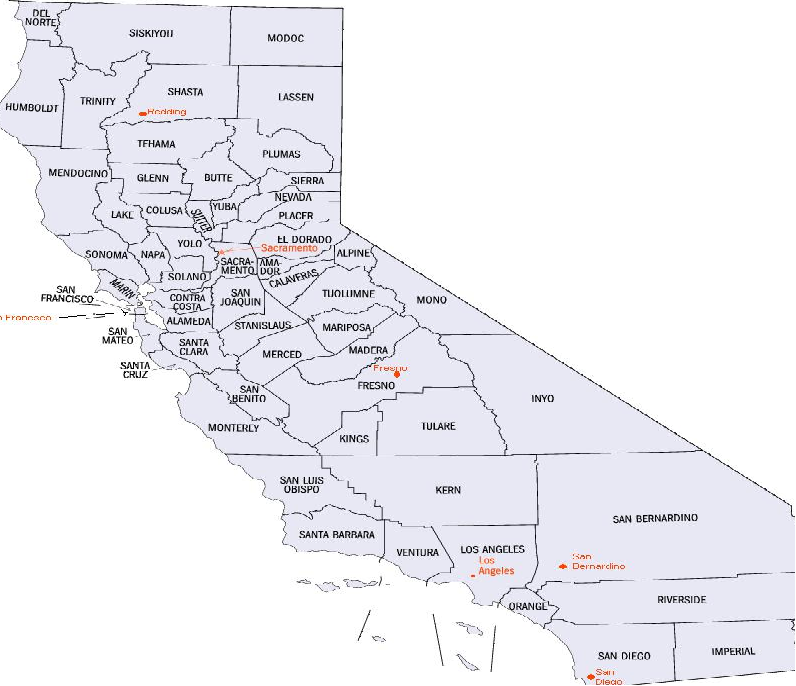 DEL
NORTE
SISKIYOU
MODOC
HUMBOLDT
TRINITY
SHASTA
LASSEN
Redding
TEHAMA
PLUMAS
MENDOCINO
GLENN
BUTTE
SIERRA
NEVADA
LAKE
COLUSA
SUTTER
YUBA
PLACER
SONOMA
NAPA
YOLO
EL DORADO
Sacramento
ALPINE
SACRA-
MENTO
AMA-
DOR
SOLANO
CALAVERAS
MARIN
SAN
FRANCISCO
CONTRA
COSTA
SAN
JOAQUIN
TUOLUMNE
MONO
n Francisco
ALAMEDA
STANISLAUS
MARIPOSA
SAN
MATEO
SANTA
CLARA
MERCED
MADERA
SANTA
CRUZ
Fresno
FRESNO
SAN
BENITO
INYO
MONTERLY
KINGS
TULARE
SAN LUIS
OBISPO
KERN
SAN BERNARDINO
SANTA BARBARA
VENTURA
LOS ANGELES
Los
Angeles
San
Bernardino
ORANGE
RIVERSIDE
SAN DIEGO
IMPERIAL
San
Diego